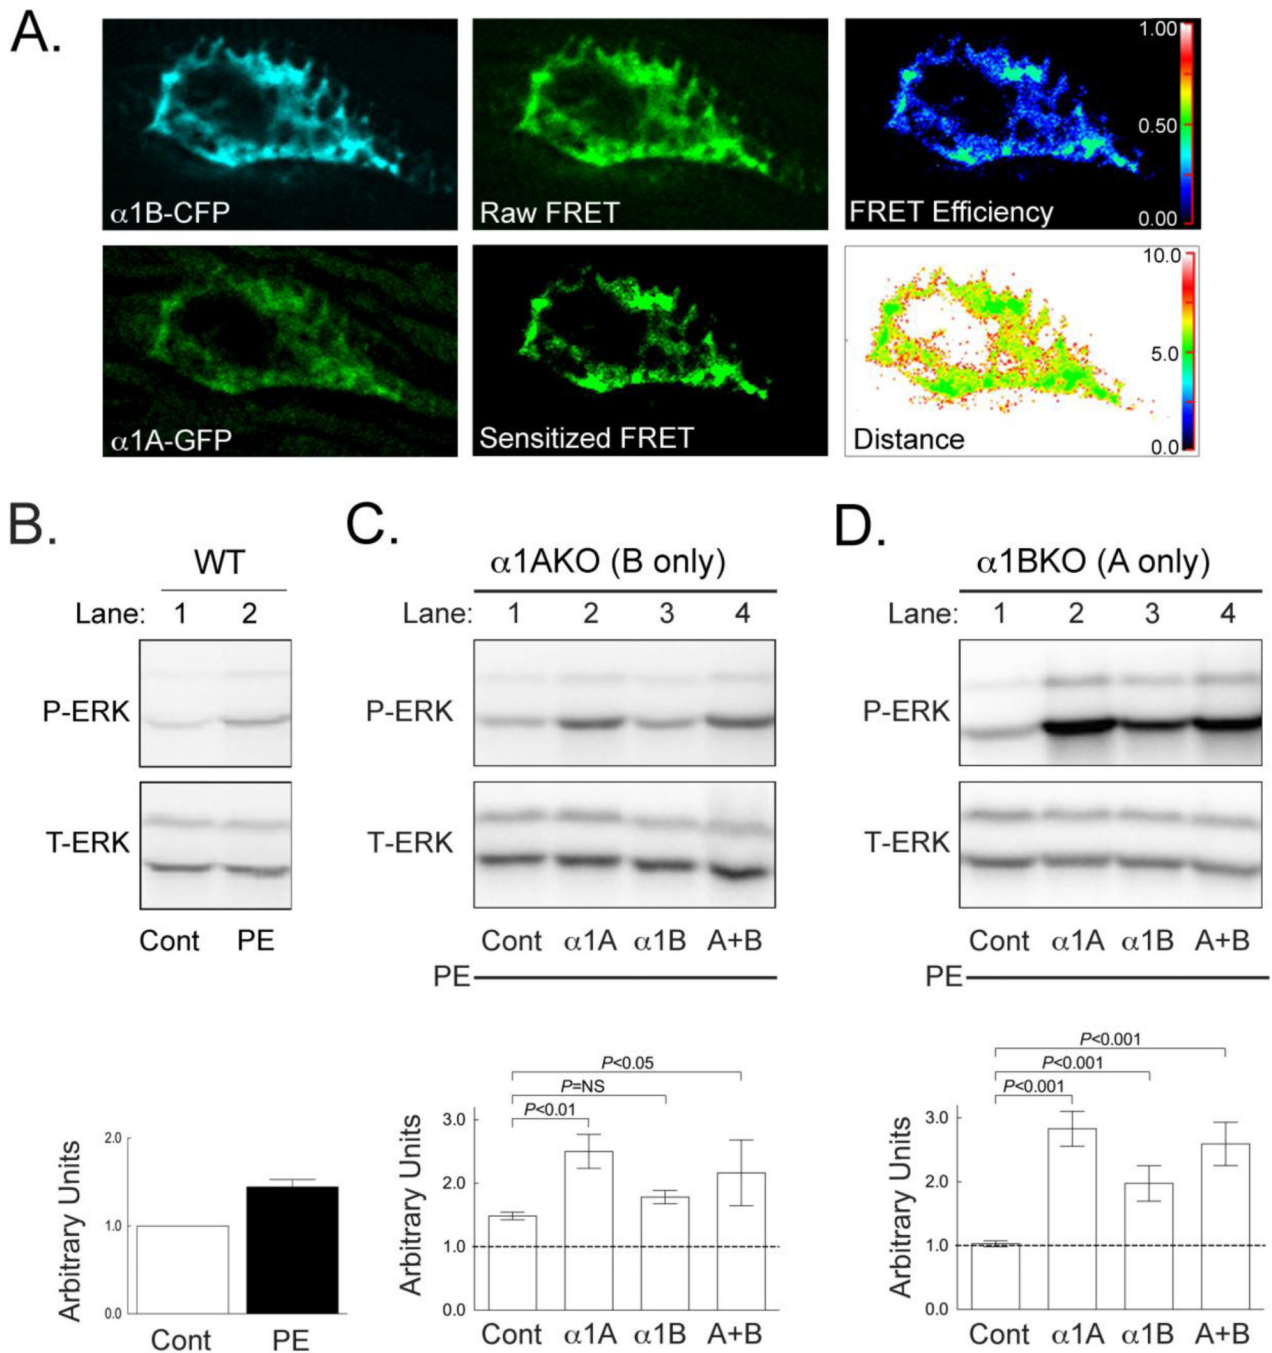 A.
α1B-CFP
Raw FRET
FRET Efficiency
1.00
0.50
0.00
α1A-GFP
Sensitized FRET
Distance
10.0
5.0
0.0
B.
WT
Lane: 1 2
P-ERK
T-ERK
Cont PE
Arbitrary Units
2.0
1.0
0.0
Cont PE
C.
α1AKO (B only)
Lane: 1 2 3 4
P-ERK
T-ERK
Cont α1A α1B A+B
PE
P<0.05
P=NS
P<0.01
Arbitrary Units
3.0
2.0
1.0
0.0
Cont α1A α1B A+B
D.
α1BKO (A only)
Lane: 1 2 3 4
P-ERK
T-ERK
Cont α1A α1B A+B
PE
P<0.001
P<0.001
P<0.001
Arbitrary Units
3.0
2.0
1.0
0.0
Cont α1A α1B A+B